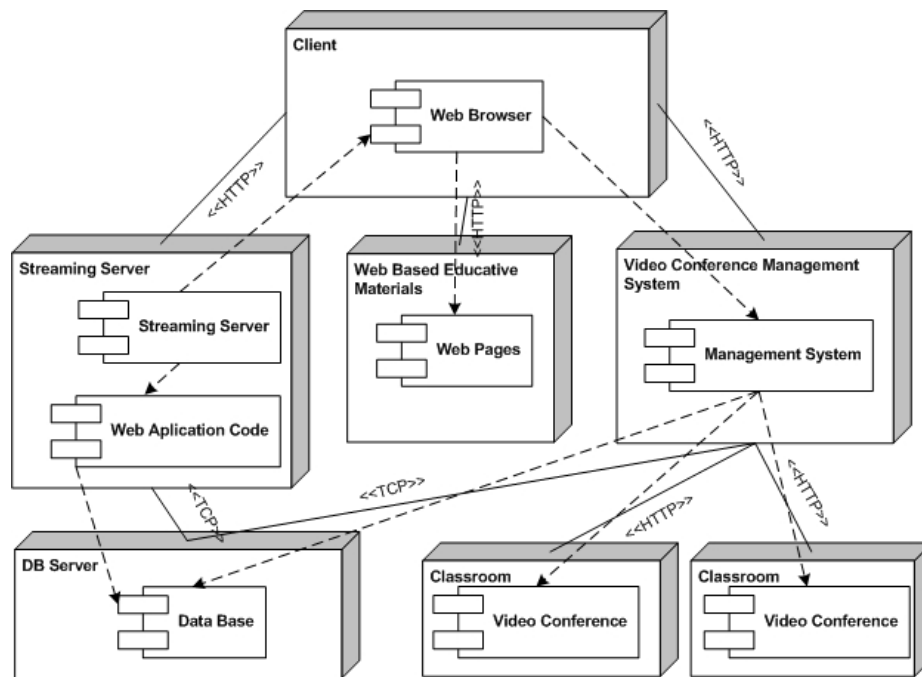 Client
Web Browser
<<HTTP>>
<<HTTP>>
<<HTTP>>
Streaming Server
Streaming Server
Web Aplication Code
Web Based Educative
Materials
Web Pages
Video Conference Management
System
Management System
<<TCP>>
<<TCP>>
<<HTTP>>
<<HTTP>>
DB Server
Data Base
Classroom
Video Conference
Classroom
Video Conference